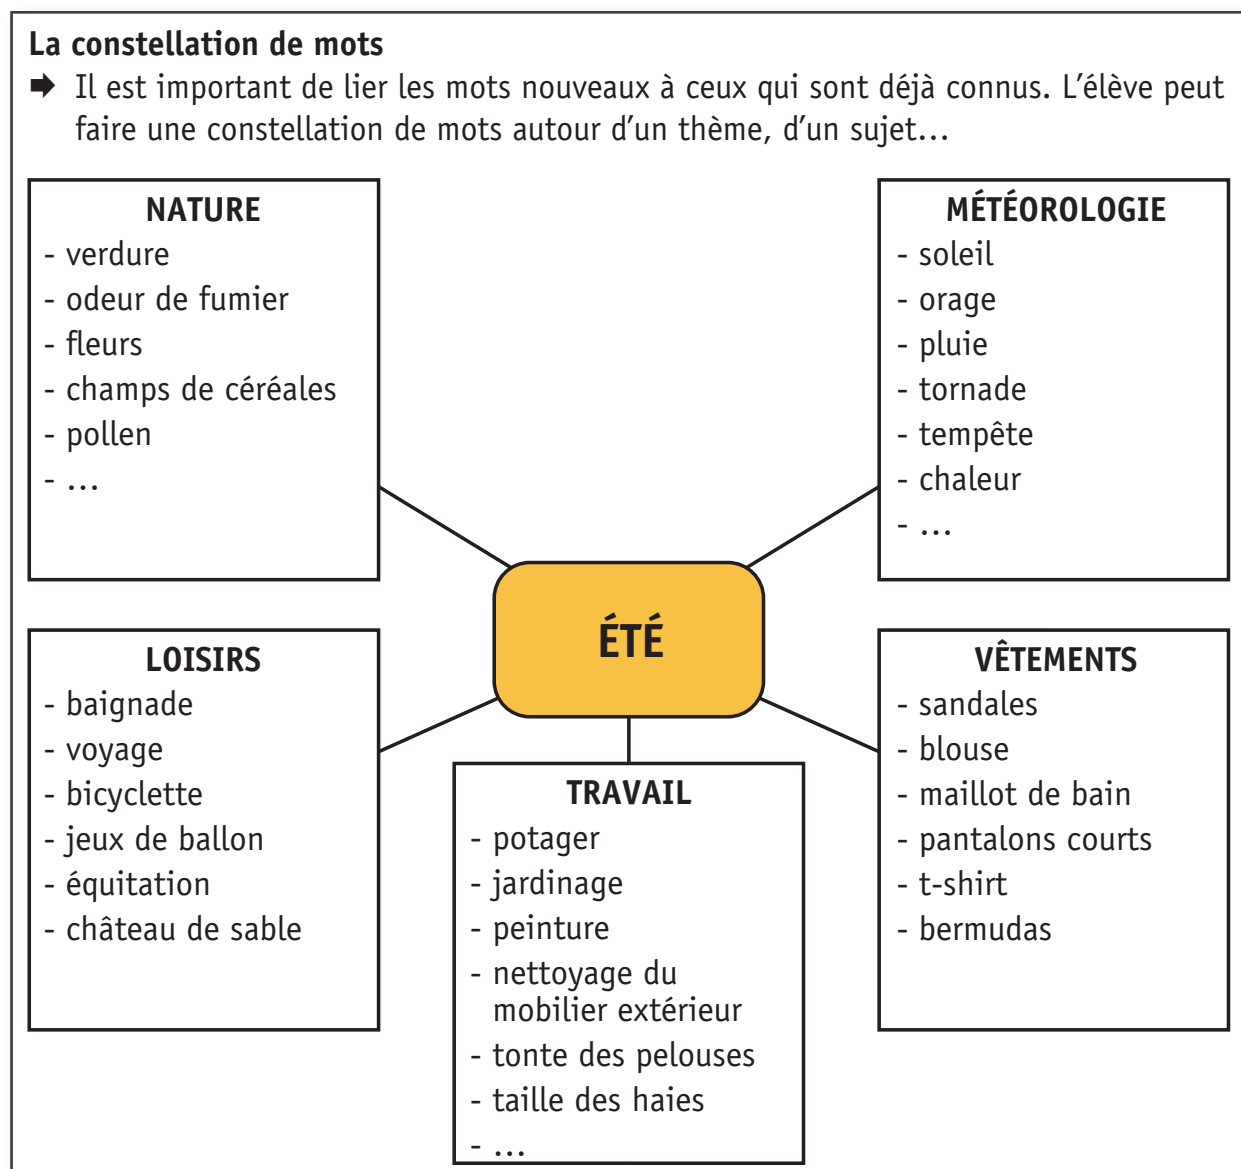 La constellation de mots
➡ Il est important de lier les mots nouveaux à ceux qui sont déjà connus. L'élève peut
faire une constellation de mots autour d'un thème, d'un sujet…
NATURE
- verdure
- odeur de fumier
- fleurs
- champs de céréales
- pollen
- …
MÉTÉOROLOGIE
- soleil
- orage
- pluie
- tornade
- tempête
- chaleur
- …
ÉTÉ
LOISIRS
- baignade
- voyage
- bicyclette
- jeux de ballon
- équitation
- château de sable
TRAVAIL
- potager
- jardinage
- peinture
- nettoyage du
mobilier extérieur
- tonte des pelouses
- taille des haies
- …
VÊTEMENTS
- sandales
- blouse
- maillot de bain
- pantalons courts
- t-shirt
- bermudas